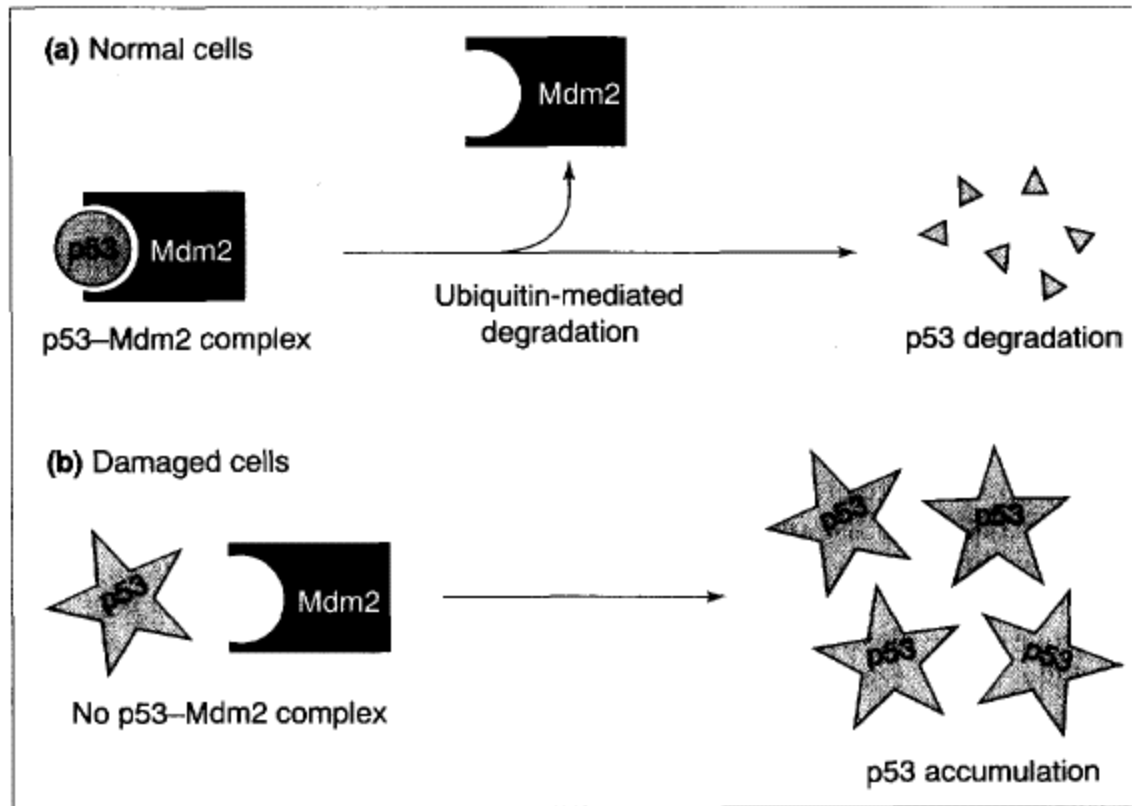 (a) Normal cells
Mdm2
p53
Mdm2
p53–Mdm2 complex
Ubiquitin-mediated
degradation
p53 degradation
(b) Damaged cells
p53
Mdm2
No p53–Mdm2 complex
p53
p53
p53
p53
p53 accumulation